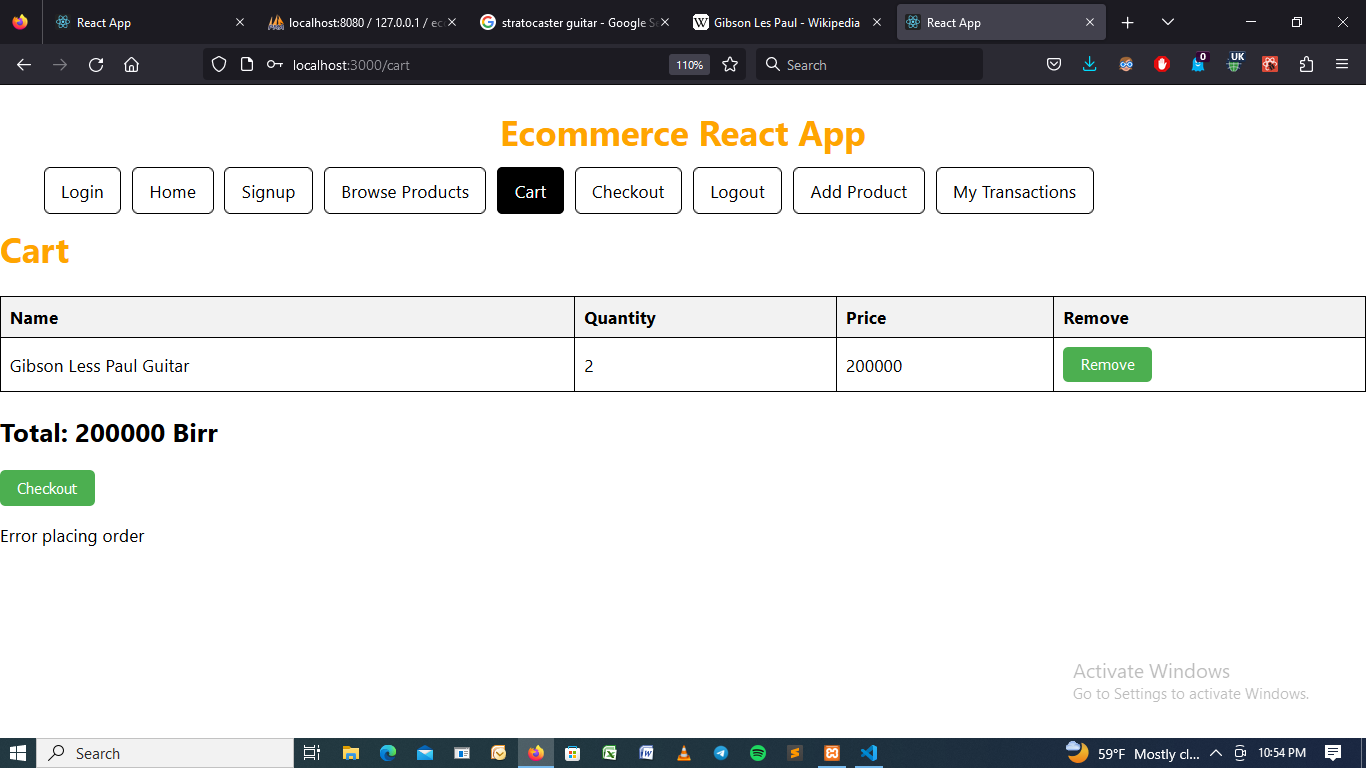 React App
localhost:8080 / 127.0.0.1 / ec
stratocaster guitar - Google Se
Gibson Les Paul - Wikipedia
React App
localhost:3000/cart
110%
Search
0
UK
Ecommerce React App
Login
Home
Signup
Browse Products
Cart
Checkout
Logout
Add Product
My Transactions
Cart
Name Quantity Price Remove
Gibson Less Paul Guitar 2 200000 Remove
Total: 200000 Birr
Checkout
Error placing order
Activate Windows
Go to Settings to activate Windows.
Search
59°F Mostly cl...
10:54 PM